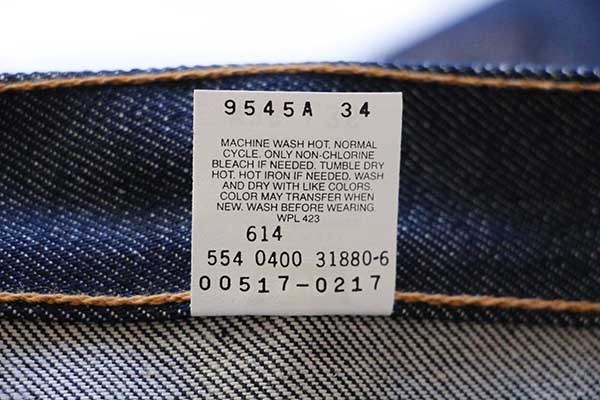 9545A 34
MACHINE WASH HOT. NORMAL
CYCLE. ONLY NON-CHLORINE
BLEACH IF NEEDED. TUMBLE DRY
HOT. HOT IRON IF NEEDED. WASH
AND DRY WITH LIKE COLORS.
COLOR MAY TRANSFER WHEN
NEW. WASH BEFORE WEARING.
WPL 423
614
554 0400 31880-6
00517-0217